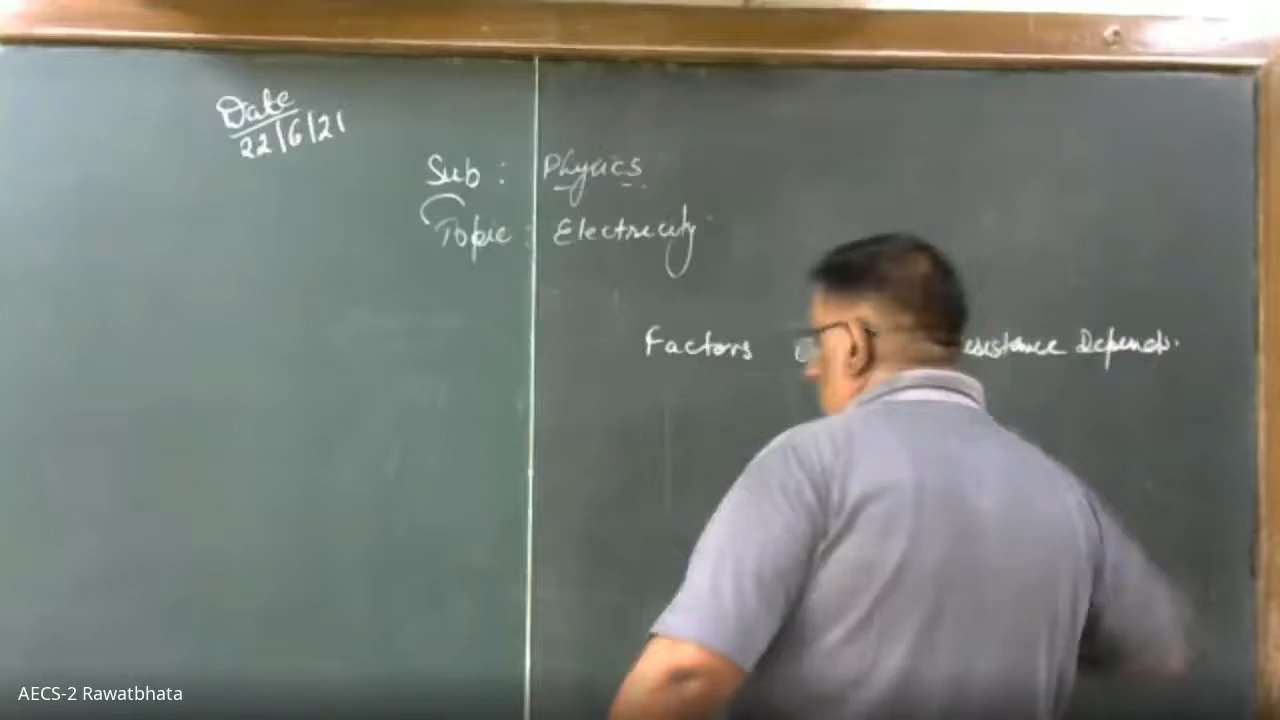 Date
22/6/21
Sub : Physics
Topic : Electricity
Factors esistance Depends.
AECS-2 Rawatbhata